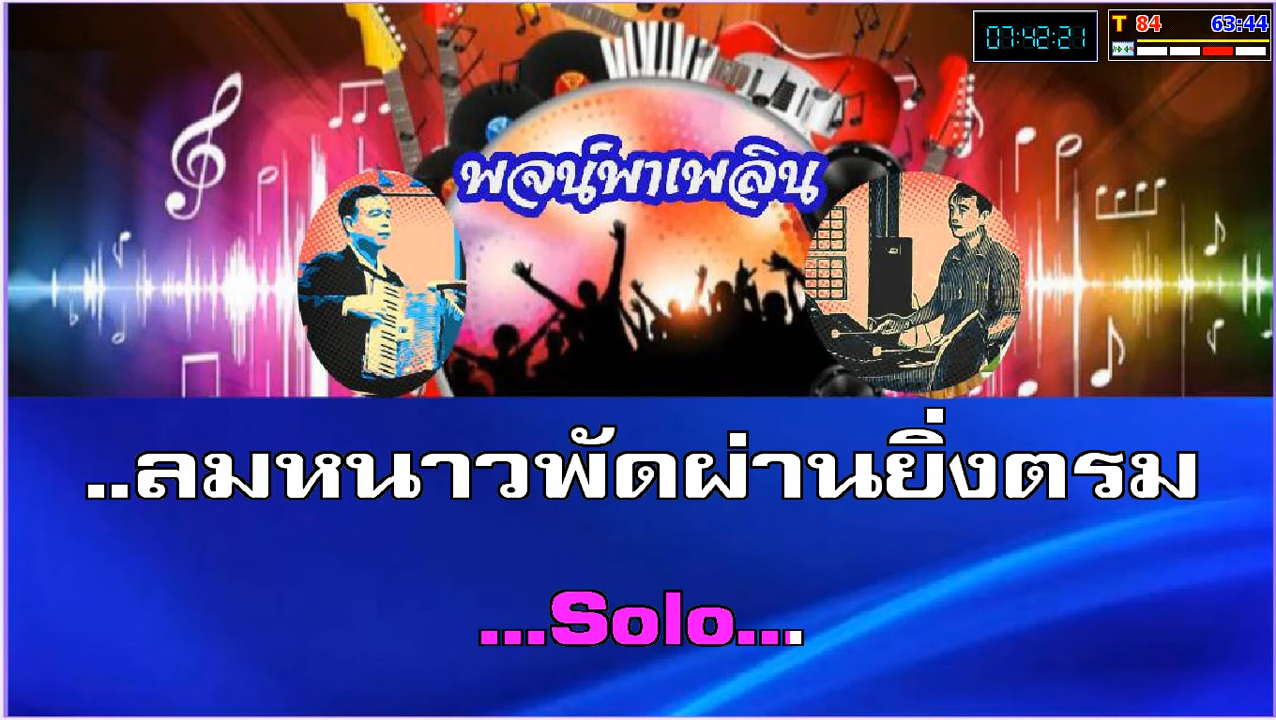 07:42:21
T 84 63:44
พจน์พาเพลิน
..ลมหนาวพัดผ่านยิ่งตรม
...Solo...